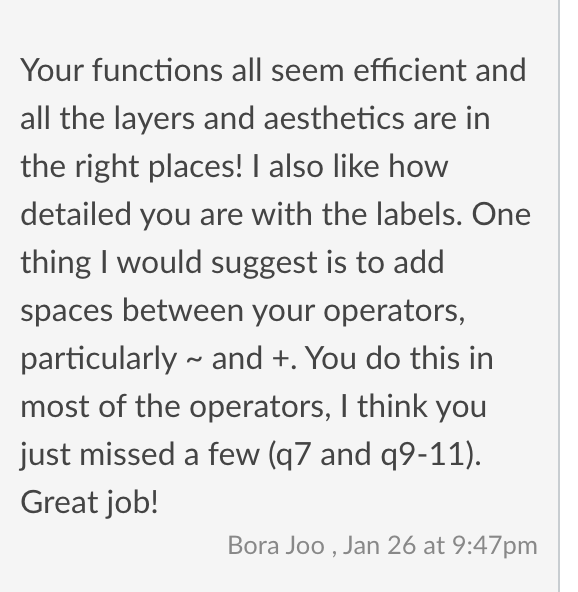 Your functions all seem efficient and
all the layers and aesthetics are in
the right places! I also like how
detailed you are with the labels. One
thing I would suggest is to add
spaces between your operators,
particularly ~ and +. You do this in
most of the operators, I think you
just missed a few (q7 and q9-11).
Great job!
Bora Joo , Jan 26 at 9:47pm